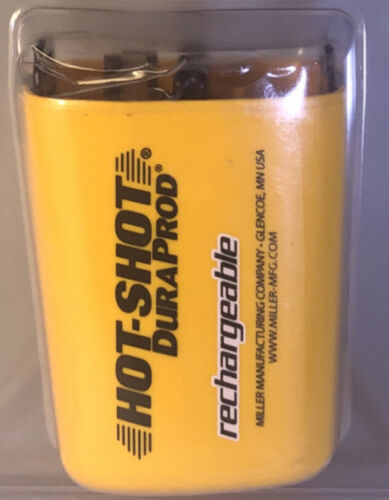 HOT-SHOT®
DURAPROD®
rechargeable
MILLER MANUFACTURING COMPANY • GLENCOE, MN USA
WWW.MILLER-MFG.COM